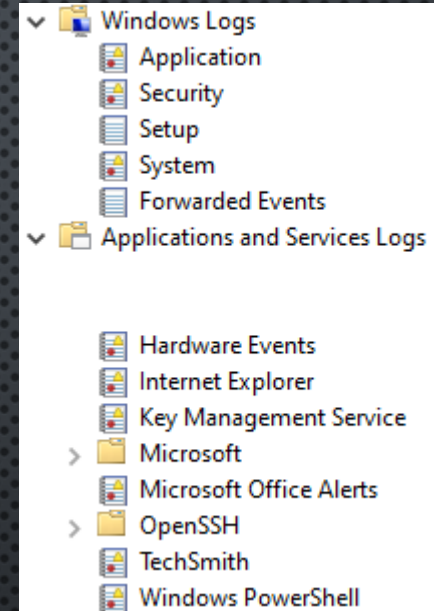 Windows Logs
Application
Security
Setup
System
Forwarded Events
Applications and Services Logs
Hardware Events
Internet Explorer
Key Management Service
Microsoft
Microsoft Office Alerts
OpenSSH
TechSmith
Windows PowerShell